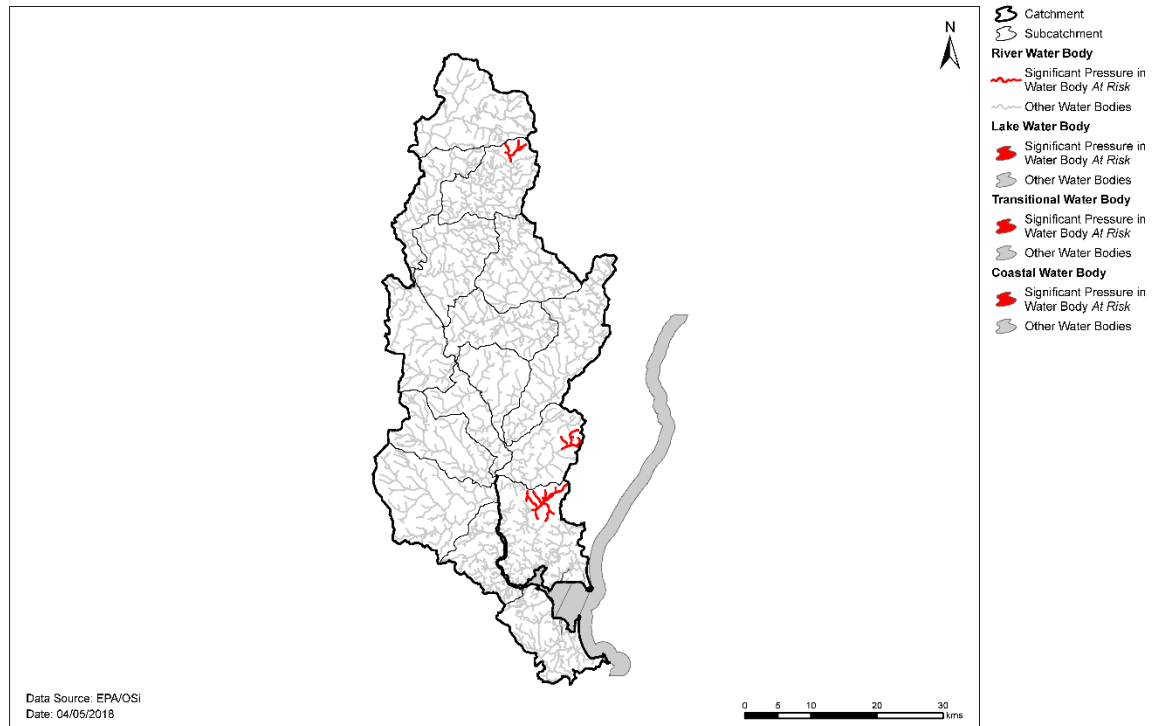 N
Catchment
Subcatchment
River Water Body
Significant Pressure in
Water Body At Risk
Other Water Bodies
Lake Water Body
Significant Pressure in
Water Body At Risk
Other Water Bodies
Transitional Water Body
Significant Pressure in
Water Body At Risk
Other Water Bodies
Coastal Water Body
Significant Pressure in
Water Body At Risk
Other Water Bodies
Data Source: EPA/OSi
Date: 04/05/2018
0 5 10 20 30
kms